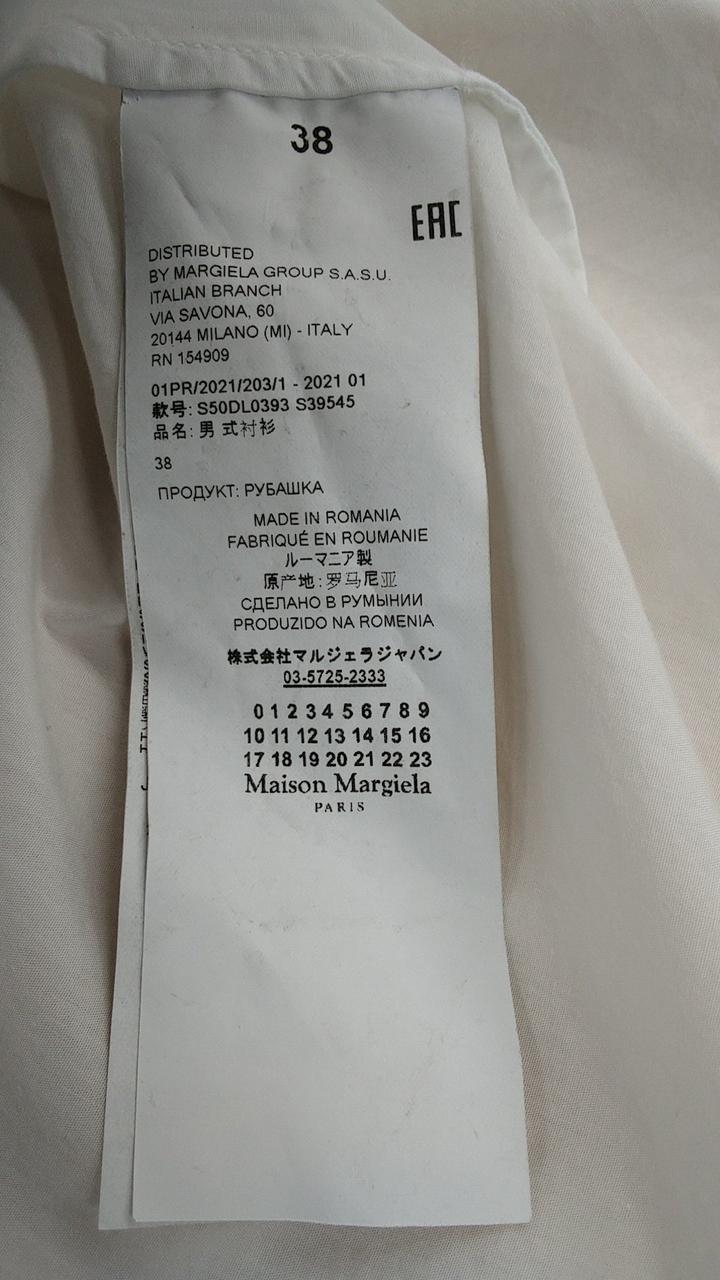 38
EAC
DISTRIBUTED
BY MARGIELA GROUP S.A.S.U.
ITALIAN BRANCH
VIA SAVONA, 60
20144 MILANO (MI) - ITALY
RN 154909
01PR/2021/203/1 - 2021 01
款号: S50DL0393 S39545
品名: 男 式衬衫
38
ПРОДУКТ: РУБАШКА
MADE IN ROMANIA
FABRIQUÉ EN ROUMANIE
ルーマニア製
原产地:罗马尼亚
СДЕЛАНО В РУМЫНИИ
PRODUZIDO NA ROMENIA
株式会社マルジェラジャパン
03-5725-2333
0 1 2 3 4 5 6 7 8 9
10 11 12 13 14 15 16
17 18 19 20 21 22 23
Maison Margiela
PARIS